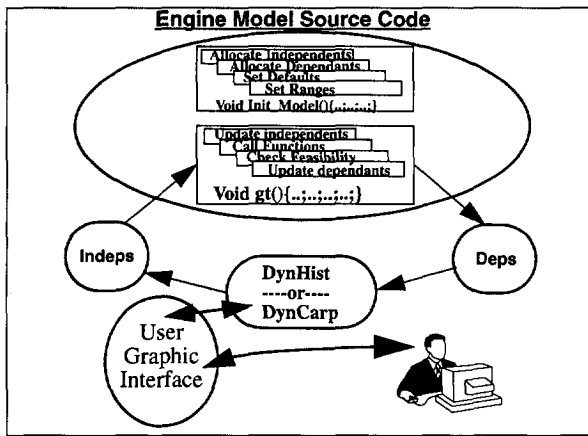 Engine Model Source Code
Allocate Independents
Allocate Dependants
Set Defaults
Set Ranges
Void Init_Model(){..;..;..;}
Update independents
Call Functions
Check Feasibility
Update dependants
Void gt(){..;..;..;..;}
Indeps
DynHist
----or----
DynCarp
Deps
User
Graphic
Interface